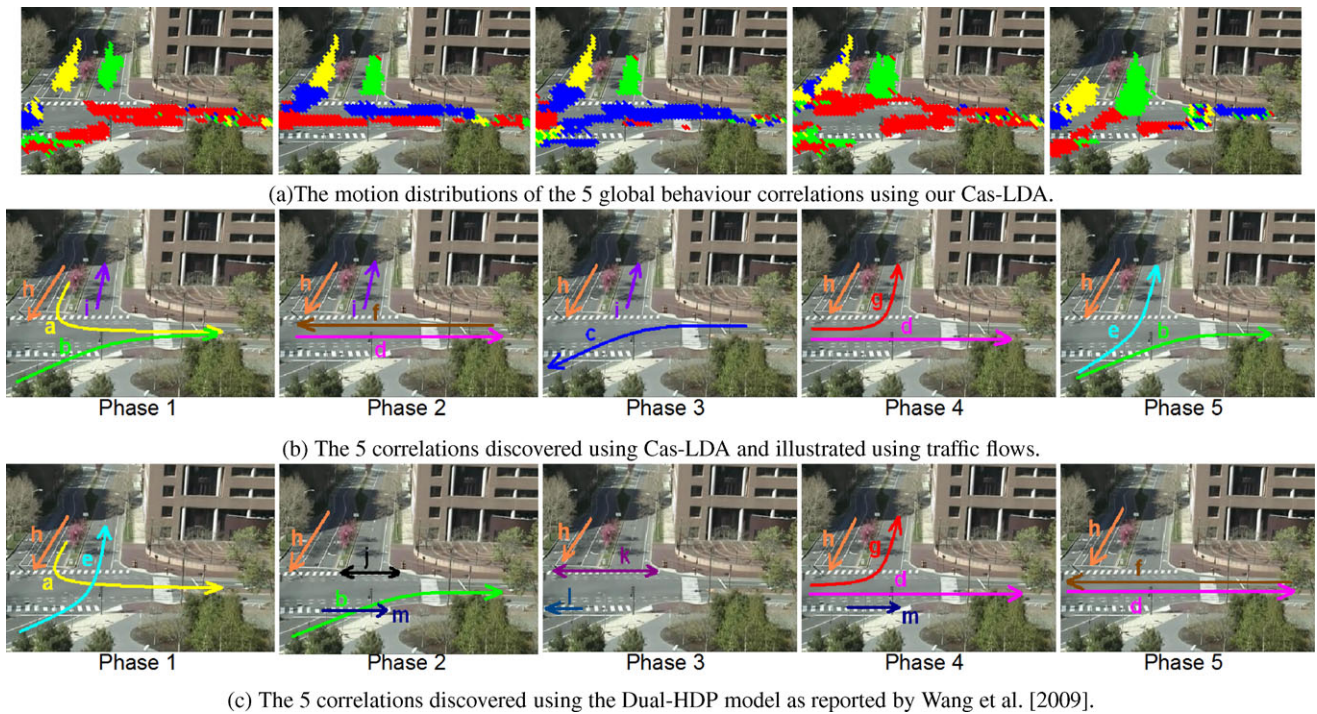 (a)The motion distributions of the 5 global behaviour correlations using our Cas-LDA.
h
i
a
b
h
i
f
d
h
i
c
h
g
d
h
e
b
Phase 1
Phase 2
Phase 3
Phase 4
Phase 5
(b) The 5 correlations discovered using Cas-LDA and illustrated using traffic flows.
h
e
a
h
j
b
m
h
k
l
h
g
d
m
h
f
d
Phase 1
Phase 2
Phase 3
Phase 4
Phase 5
(c) The 5 correlations discovered using the Dual-HDP model as reported by Wang et al. [2009].